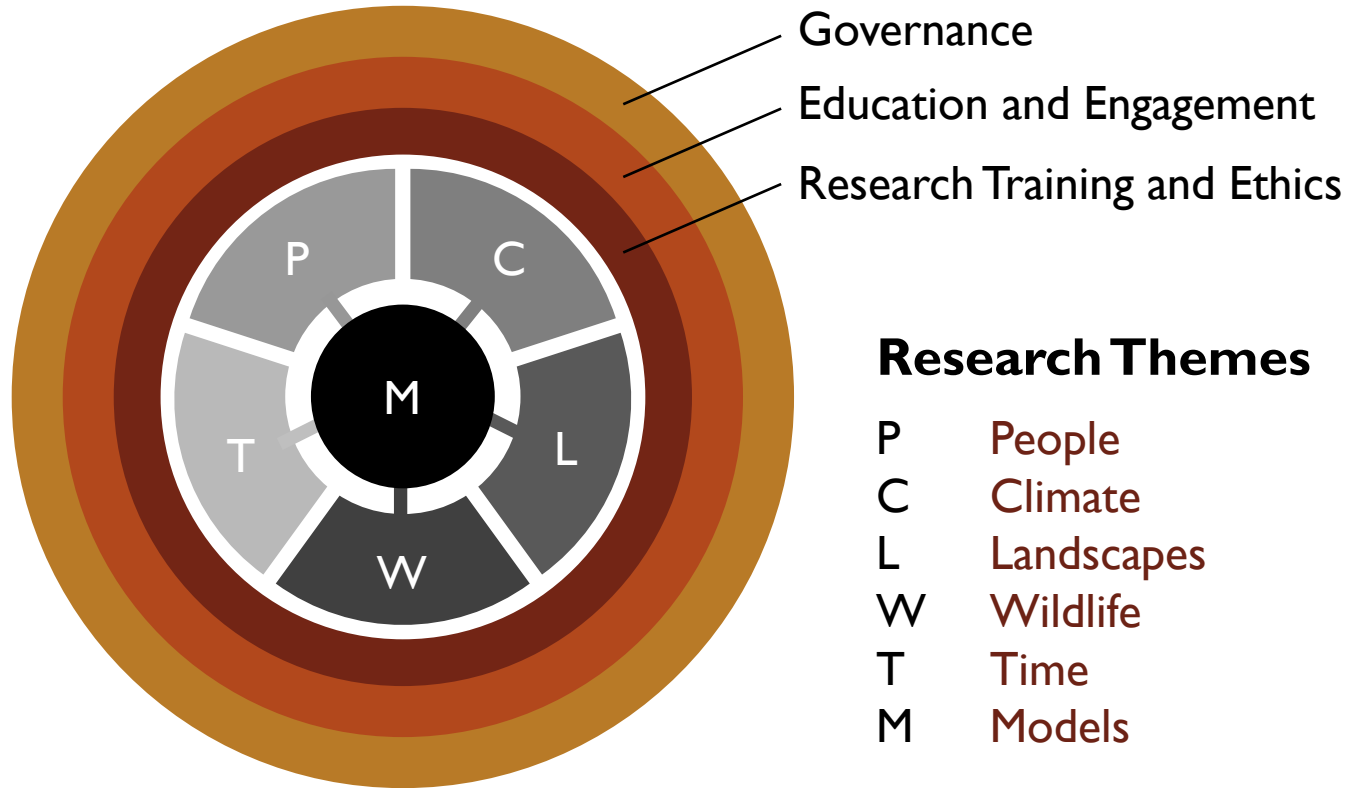 Governance
Education and Engagement
Research Training and Ethics
P
C
M
T
L
W
Research Themes
P People
C Climate
L Landscapes
W Wildlife
T Time
M Models